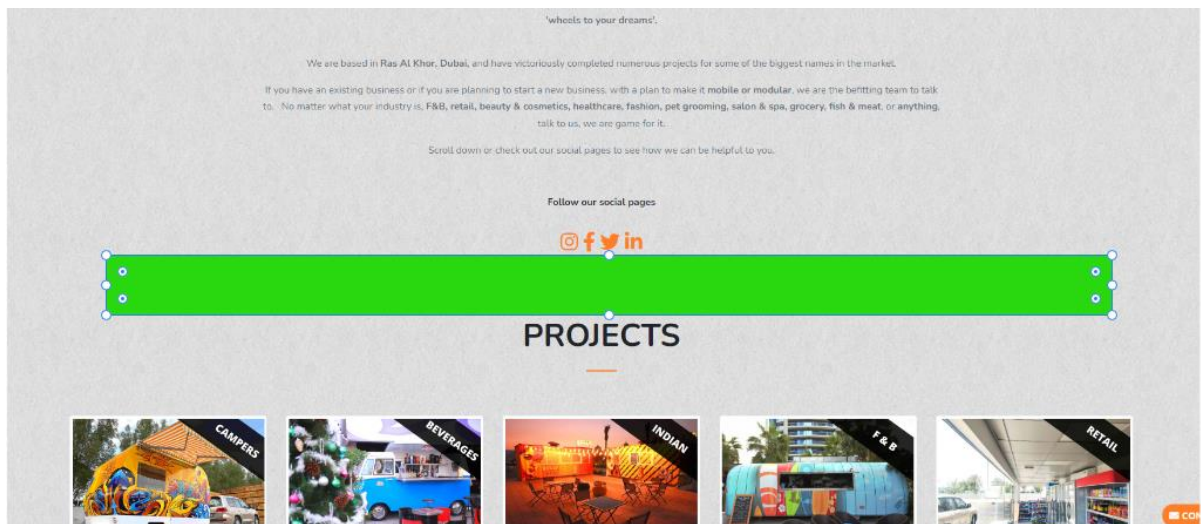 'wheels to your dreams'.
We are based in Ras Al Khor, Dubai, and have victoriously completed numerous projects for some of the biggest names in the market.
If you have an existing business or if you are planning to start a new business, with a plan to make it mobile or modular, we are the befitting team to talk
to. No matter what your industry is, F&B, retail, beauty & cosmetics, healthcare, fashion, pet grooming, salon & spa, grocery, fish & meat, or anything,
talk to us, we are game for it.
Scroll down or check out our social pages to see how we can be helpful to you.
Follow our social pages
PROJECTS
CAMPERS
BEVERAGES
INDIAN
F & B
RETAIL